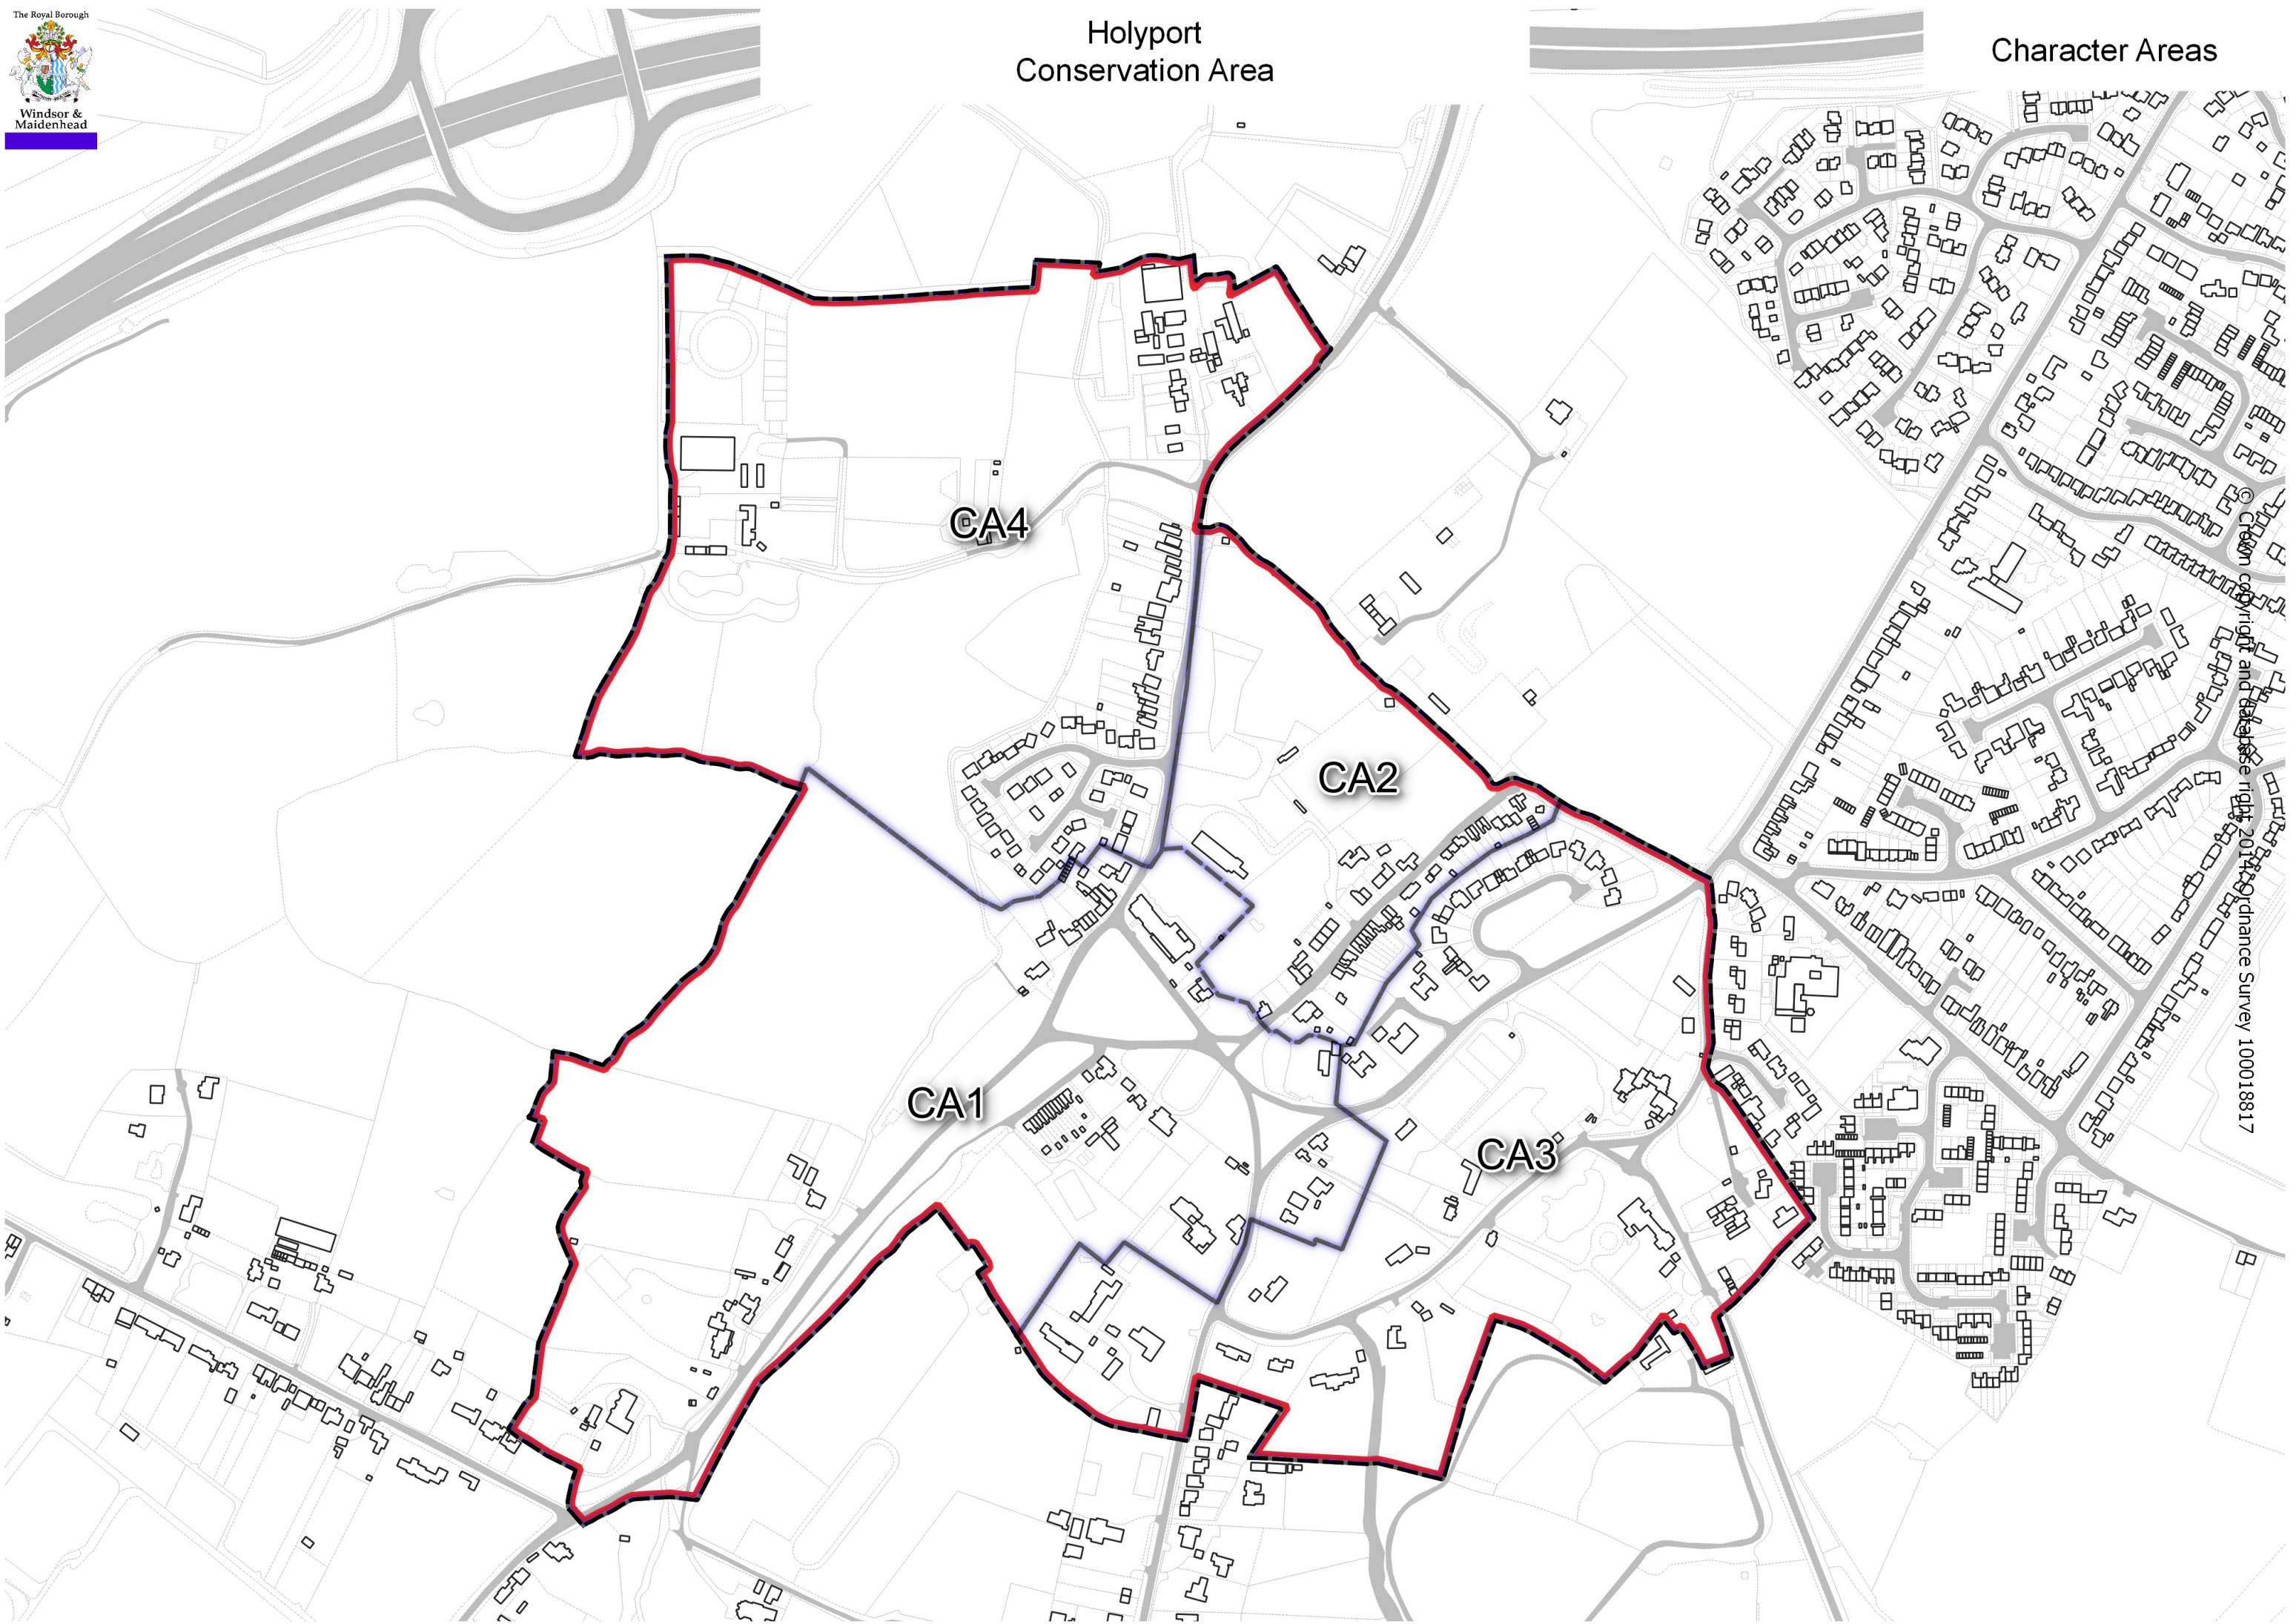 The Royal Borough
Windsor &
Maidenhead
Holyport
Conservation Area
Character Areas
CA4
CA2
CA1
CA3
© Crown copyright and database right 2014. Ordnance Survey 100018817